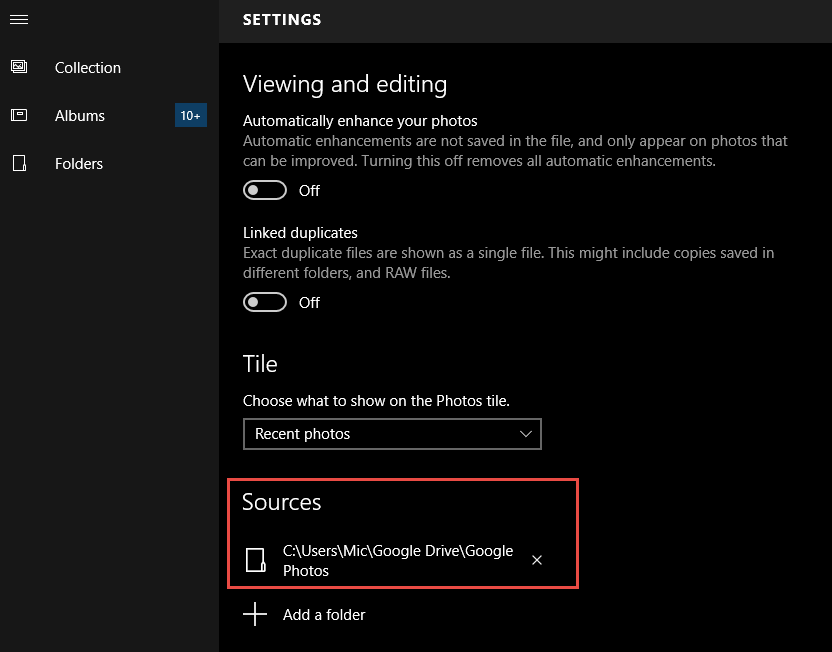 SETTINGS
Collection
Albums
10+
Folders
Viewing and editing
Automatically enhance your photos
Automatic enhancements are not saved in the file, and only appear on photos that
can be improved. Turning this off removes all automatic enhancements.
Off
Linked duplicates
Exact duplicate files are shown as a single file. This might include copies saved in
different folders, and RAW files.
Off
Tile
Choose what to show on the Photos tile.
Recent photos
Sources
C:\Users\Mic\Google Drive\Google
Photos
Add a folder